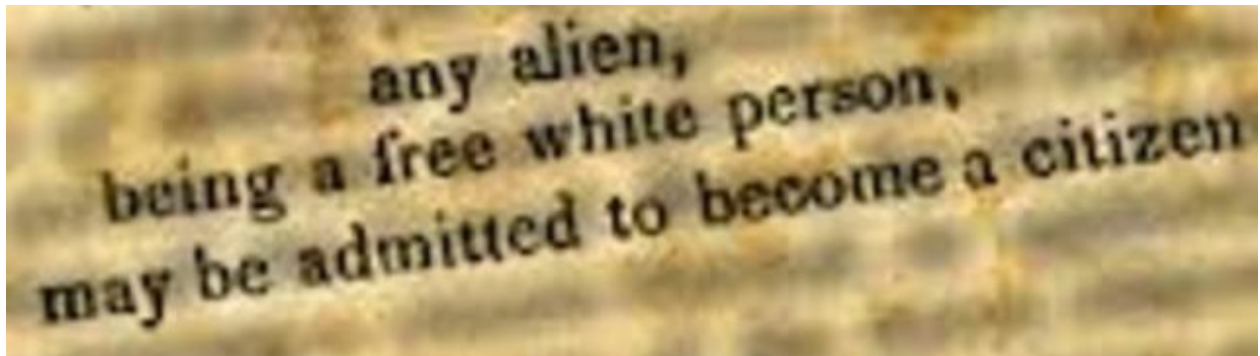 any alien,
being a free white person,
may be admitted to become a citizen